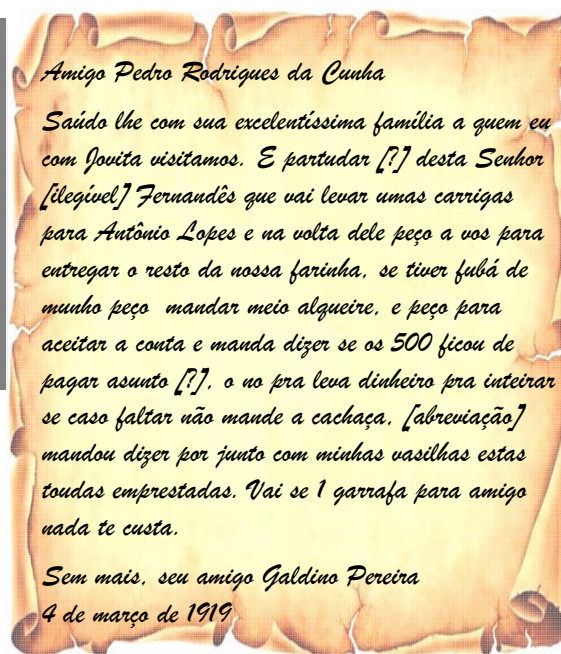 Amigo Pedro Rodrigues da Cunha
Saúdo lhe com sua excelentíssima família a quem eu
com Jovita visitamos. E partudar [?] desta Senhor
[ilegível] Fernandês que vai levar umas carrigas
para Antônio Lopes e na volta dele peço a vos para
entregar o resto da nossa farinha, se tiver fubá de
munho peço mandar meio alqueire, e peço para
aceitar a conta e manda dizer se os 500 ficou de
pagar asunto [?], o no pra leva dinheiro pra inteirar
se caso faltar não mande a cachaça, [abreviação]
mandou dizer por junto com minhas vasilhas estas
toudas emprestadas. Vai se 1 garrafa para amigo
nada te custa.
Sem mais, seu amigo Galdino Pereira
4 de março de 1919